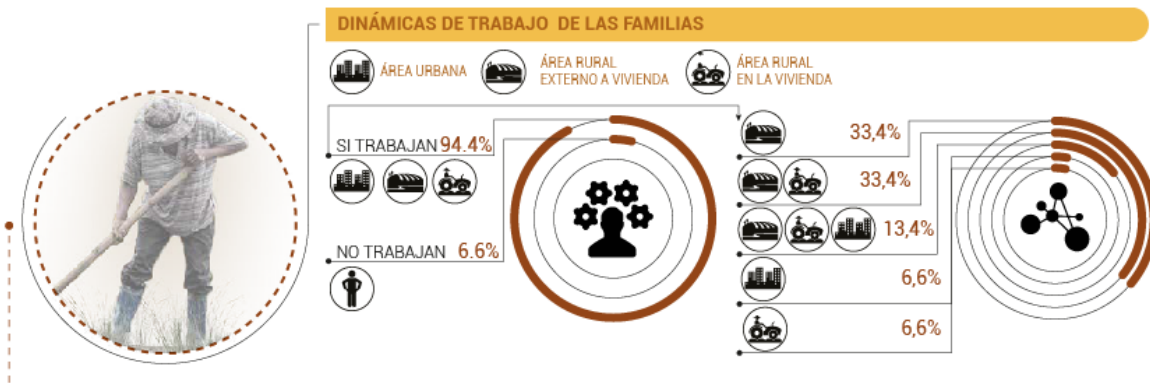 DINÁMICAS DE TRABAJO DE LAS FAMILIAS
ÁREA URBANA
ÁREA RURAL
EXTERNO A VIVIENDA
ÁREA RURAL
EN LA VIVIENDA
SI TRABAJAN 94.4%
NO TRABAJAN 6.6%
33,4%
33,4%
13,4%
6,6%
6,6%